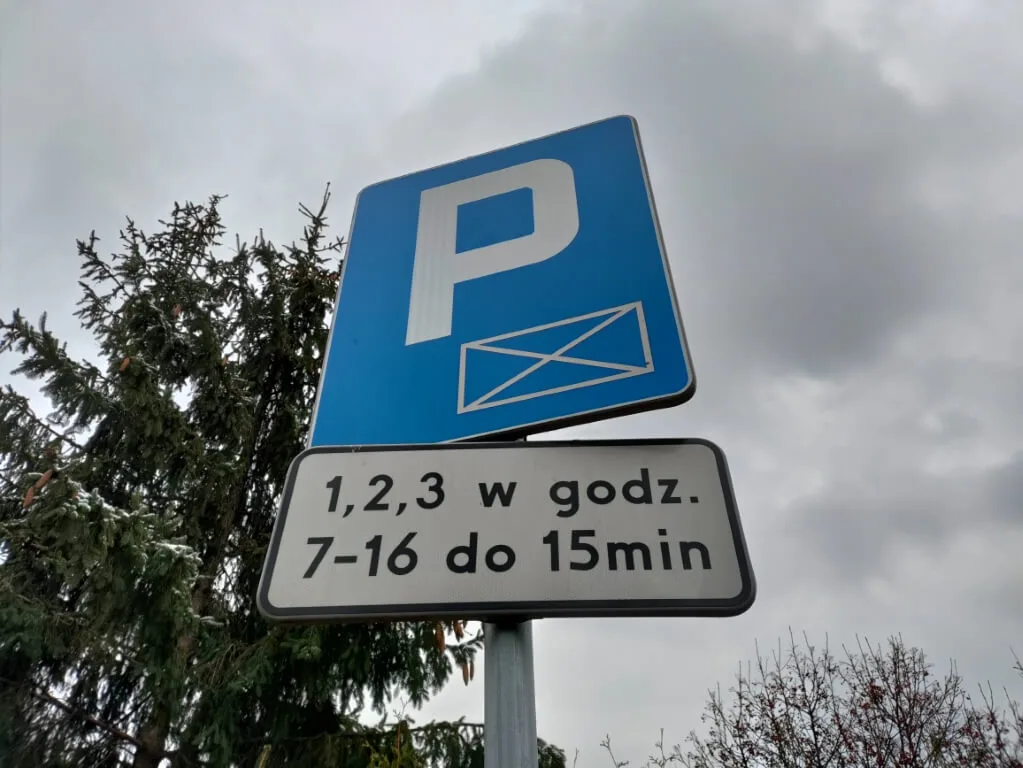 P
1,2,3 w godz.
7-16 do 15min